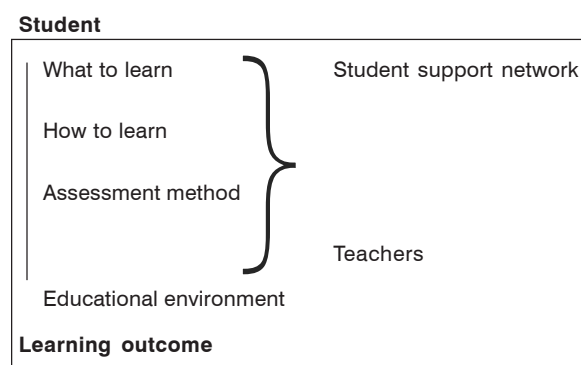 Student
What to learn
Student support network
How to learn
Assessment method
Teachers
Educational environment
Learning outcome